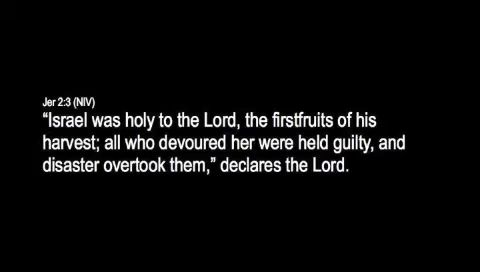 Jer 2:3 (NIV)
“Israel was holy to the Lord, the firstfruits of his
harvest; all who devoured her were held guilty, and
disaster overtook them,” declares the Lord.